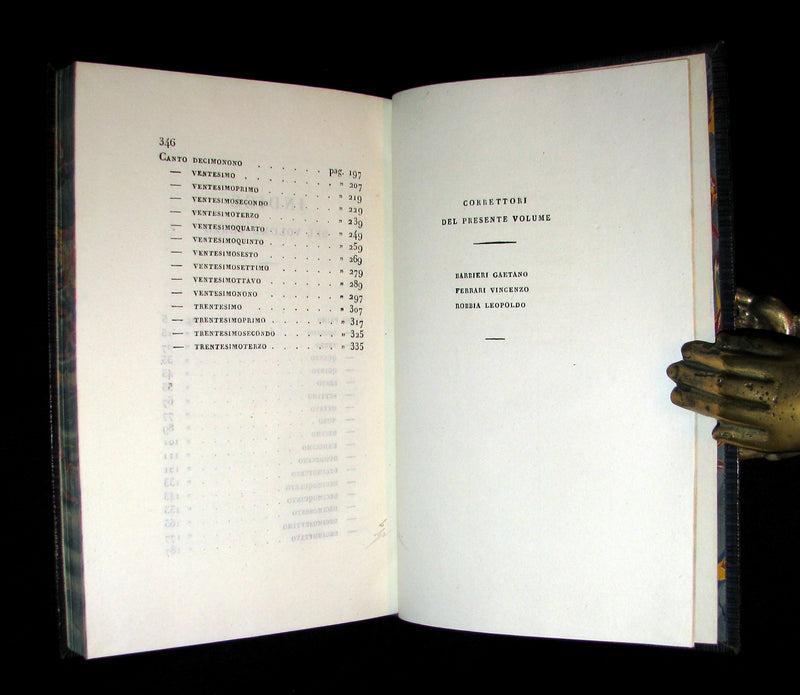 346
CANTO DECIMONONO . . . . . . pag. 197
— VENTESIMO . . . . . . . " 207
— VENTESIMOPRIMO . . . . . " 219
— VENTESIMOSECONDO . . . . . " 229
— VENTESIMOTERZO . . . . . " 239
— VENTESIMOQUARTO . . . . . " 249
— VENTESIMOQUINTO . . . . . " 259
— VENTESIMOSESTO . . . . . " 269
— VENTESIMOSETTIMO . . . . . " 279
— VENTESIMOTTAVO . . . . . " 289
— VENTESIMONONO . . . . . " 297
— TRENTESIMO . . . . . . " 307
— TRENTESIMOPRIMO . . . . . " 317
— TRENTESIMOSECONDO . . . . " 325
— TRENTESIMOTERZO . . . . . " 335
CORRETTORI
DEL PRESENTE VOLUME
BARBIERI GAETANO
FERRARI VINCENZO
ROBBIA LEOPOLDO